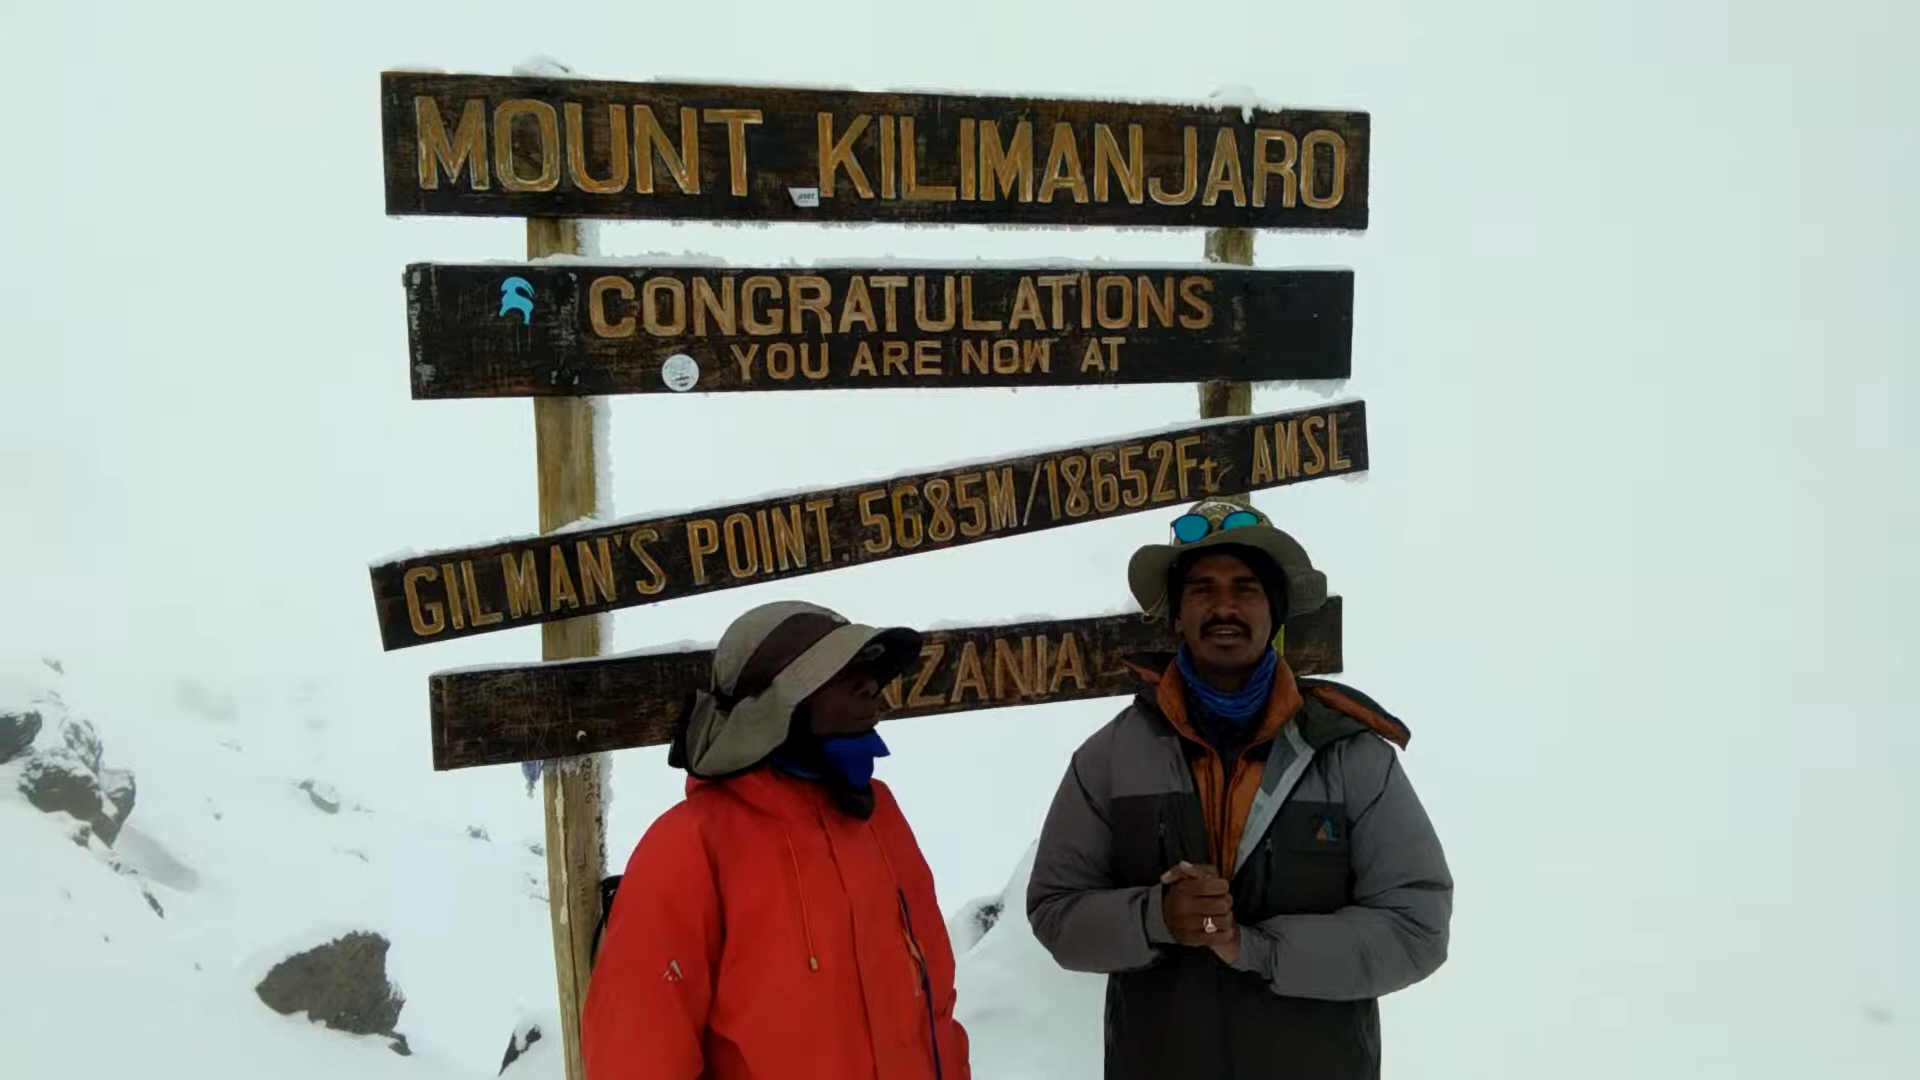 MOUNT KILIMANJARO
CONGRATULATIONS
YOU ARE NOW AT
GILMAN'S POINT. 5685M/18652Ft AMSL
NZANIA